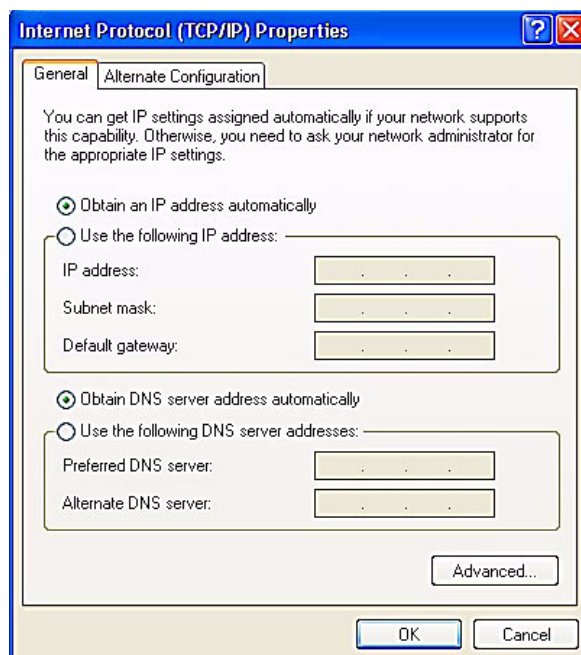 Internet Protocol (TCP/IP) Properties
General
Alternate Configuration
You can get IP settings assigned automatically if your network supports
this capability. Otherwise, you need to ask your network administrator for
the appropriate IP settings.
Obtain an IP address automatically
Use the following IP address:
IP address:
Subnet mask:
Default gateway:
Obtain DNS server address automatically
Use the following DNS server addresses:
Preferred DNS server:
Alternate DNS server:
Advanced...
OK
Cancel